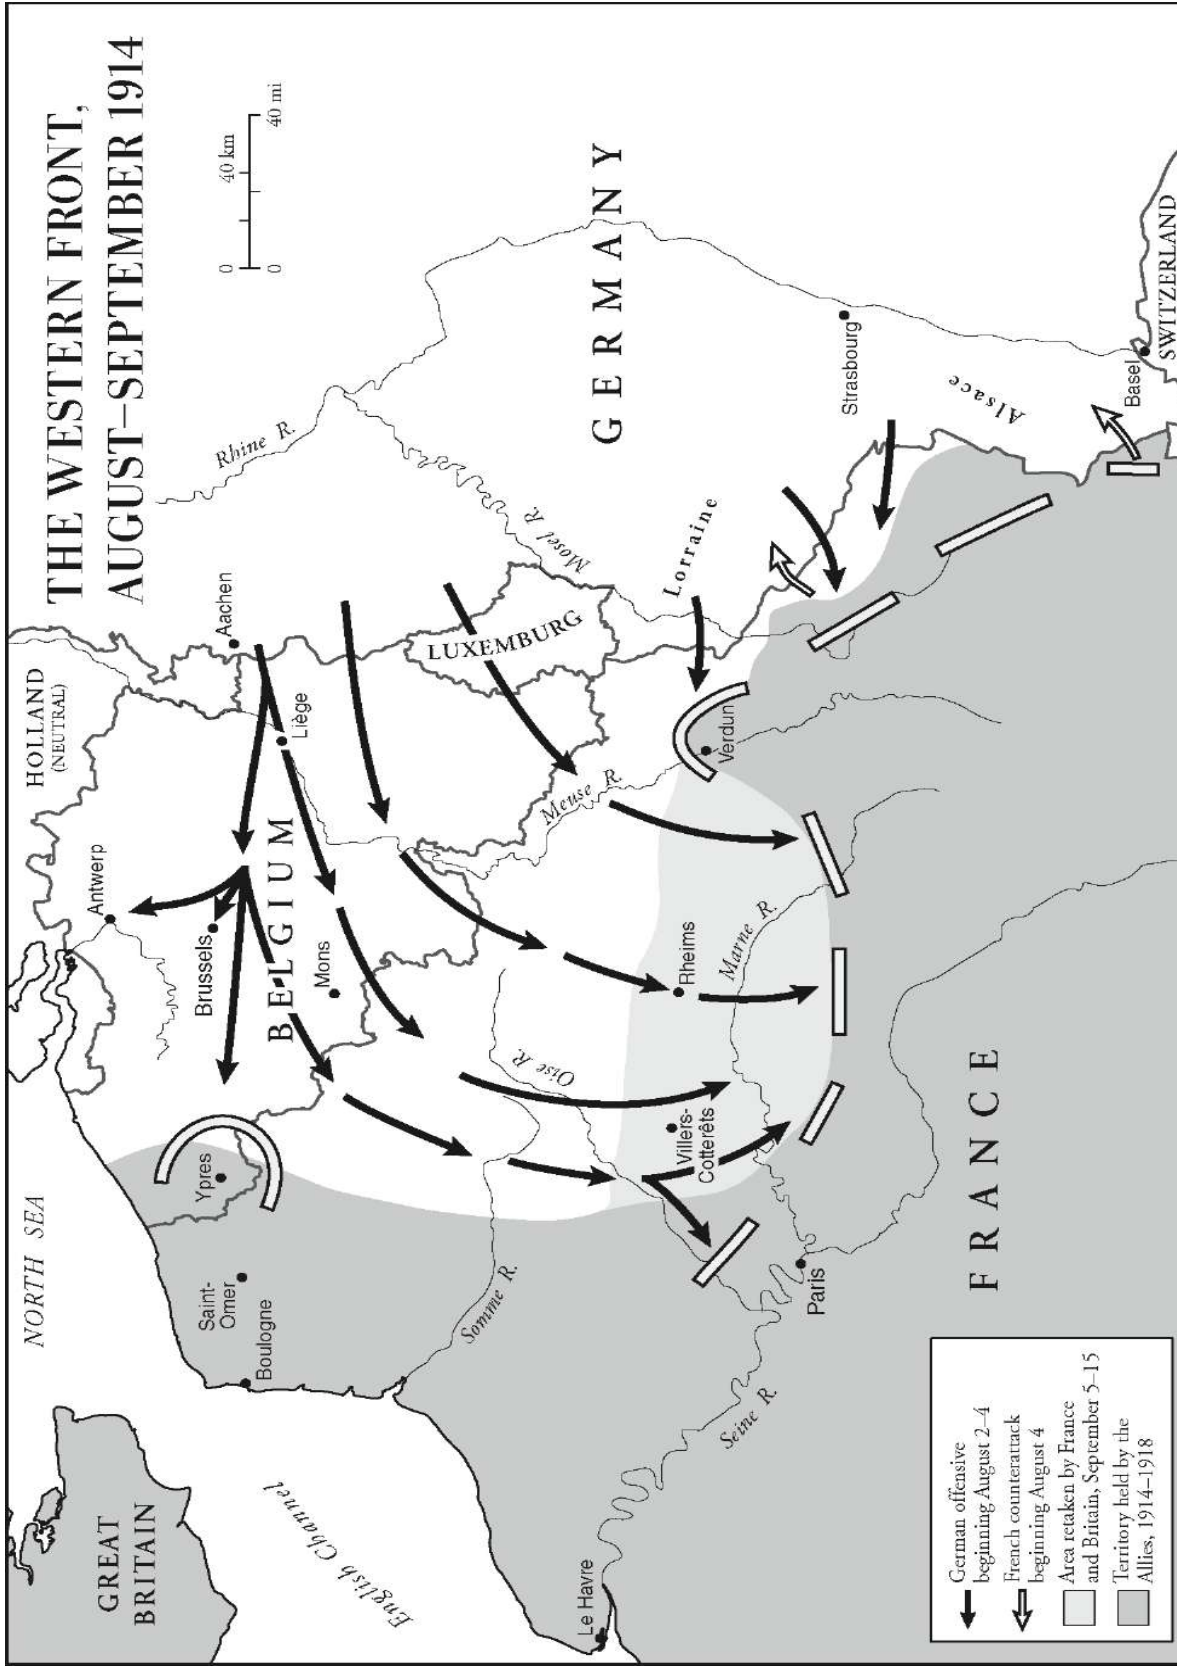 THE WESTERN FRONT,
AUGUST–SEPTEMBER 1914
0 40 km
0 40 mi
NORTH SEA
HOLLAND
(NEUTRAL)
GREAT
BRITAIN
English Channel
Antwerp
Brussels
BELGIUM
Aachen
Liège
Mons
Ypres
Saint-
Omer
Boulogne
Rhine R.
LUXEMBURG
Mosel R.
GERMANY
Lorraine
Meuse R.
Verdun
Somme R.
Oise R.
Rheims
Villers-
Cotterêts
Marne R.
Seine R.
Le Havre
Paris
FRANCE
Strasbourg
Alsace
Basel
SWITZERLAND
German offensive
beginning August 2–4
French counterattack
beginning August 4
Area retaken by France
and Britain, September 5–15
Territory held by the
Allies, 1914–1918